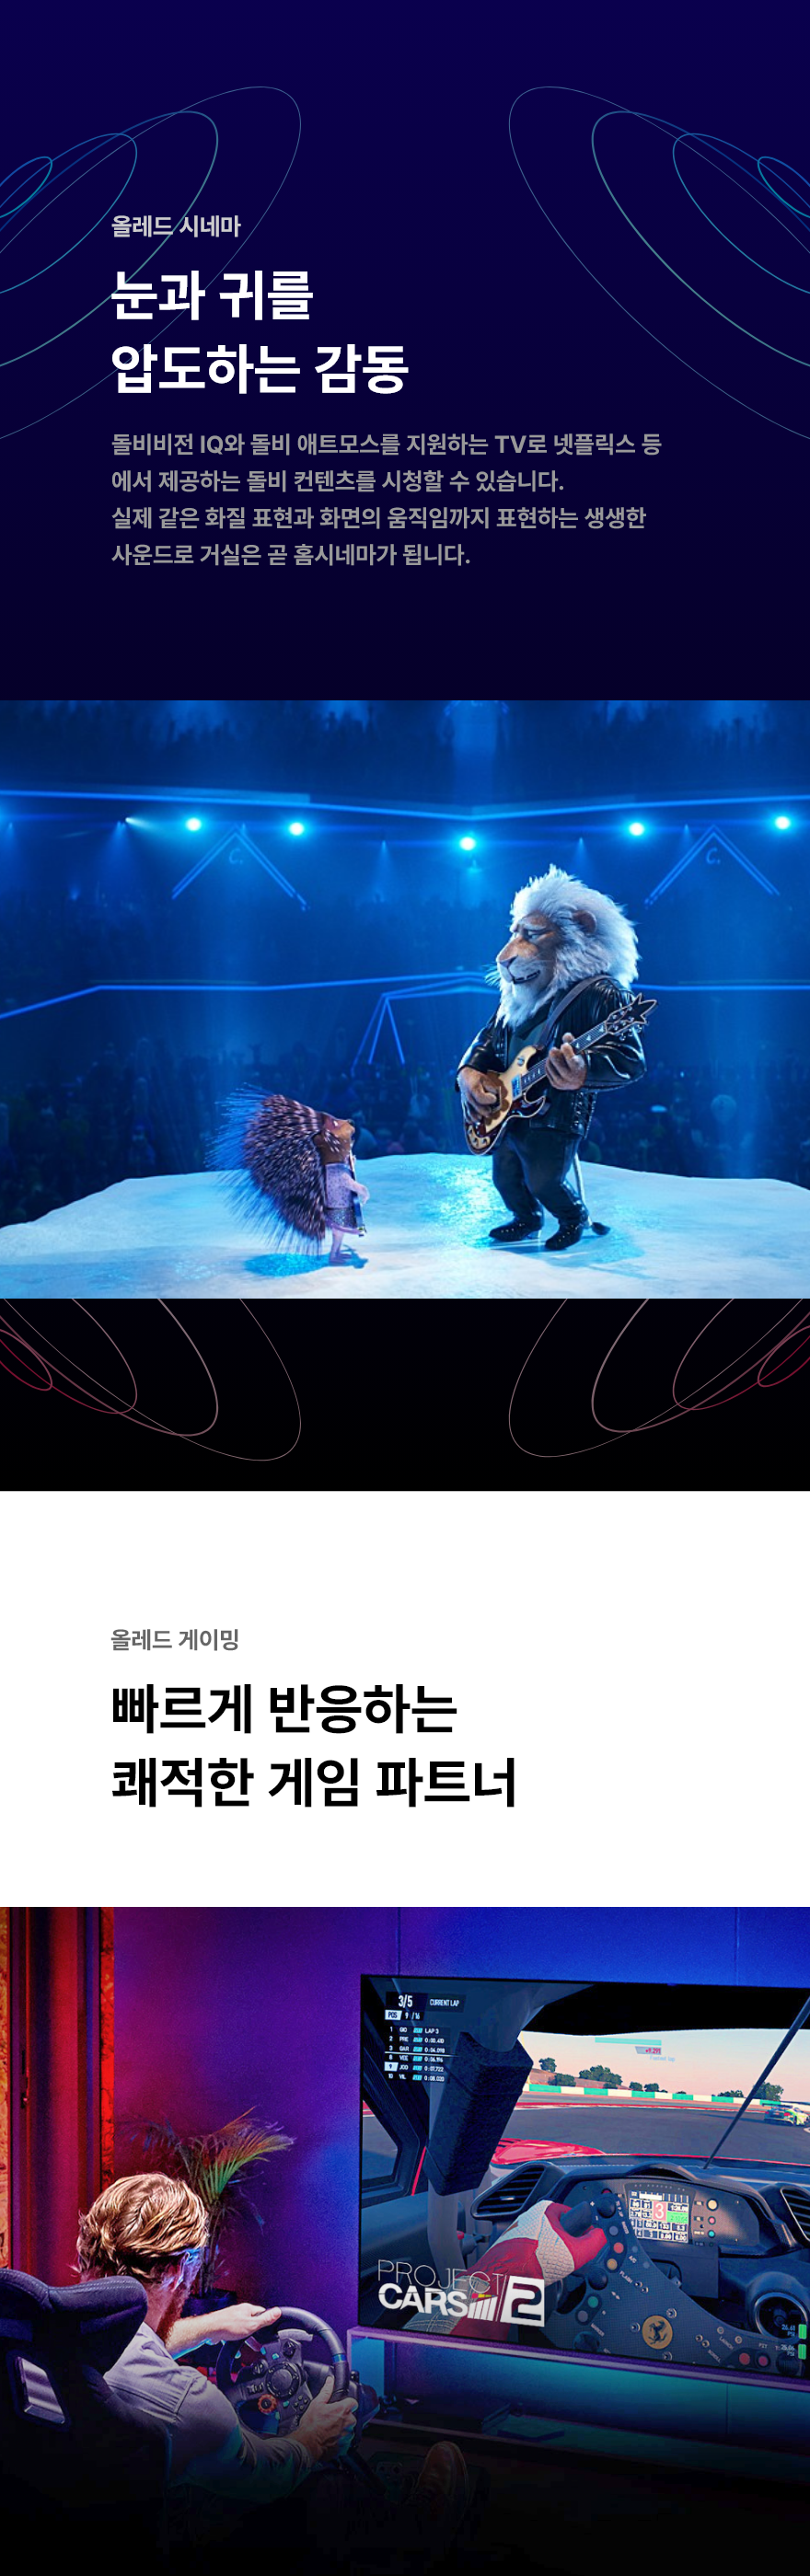 올레드 시네마
눈과 귀를
압도하는 감동
돌비비전 IQ와 돌비 애트모스를 지원하는 TV로 넷플릭스 등
에서 제공하는 돌비 컨텐츠를 시청할 수 있습니다.
실제 같은 화질 표현과 화면의 움직임까지 표현하는 생생한
사운드로 거실은 곧 홈시네마가 됩니다.
C.
C.
올레드 게이밍
빠르게 반응하는
쾌적한 게임 파트너
3/5 CURRENT LAP
POS 9 /16
LAP 3
PROJECT
CARS 2
3